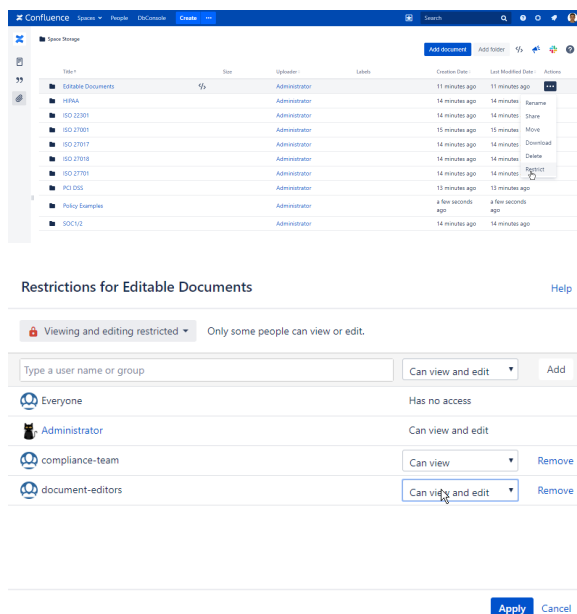 Confluence Spaces People DbConsole Create ··· Search
Space Storage
Add document Add folder
Title Size Uploader Labels Creation Date Last Modified Date Actions
Editable Documents Administrator 11 minutes ago 11 minutes ago
HIPAA Administrator 14 minutes ago 14 minutes
ISO 22301 Administrator 14 minutes ago 14 minutes
ISO 27001 Administrator 15 minutes ago 15 minutes
ISO 27017 Administrator 14 minutes ago 14 minutes
ISO 27018 Administrator 14 minutes ago 14 minutes
ISO 27701 Administrator 14 minutes ago 14 minutes
PCI DSS Administrator 13 minutes ago 13 minutes ago
Policy Examples Administrator a few seconds ago a few seconds ago
SOC1/2 Administrator 14 minutes ago 14 minutes ago
Rename
Share
Move
Download
Delete
Restrict
Restrictions for Editable Documents Help
Viewing and editing restricted Only some people can view or edit.
Type a user name or group Can view and edit Add
Everyone Has no access
Administrator Can view and edit
compliance-team Can view Remove
document-editors Can view and edit Remove
Apply Cancel